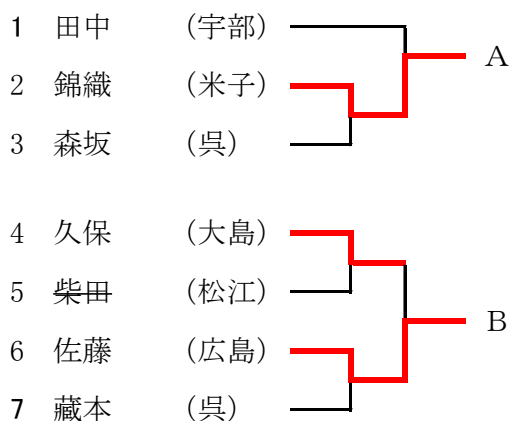 1 田中 (宇部)
A
2 錦織 (米子)
3 森坂 (呉)
4 久保 (大島)
5 柴田 (松江)
B
6 佐藤 (広島)
7 藏本 (呉)